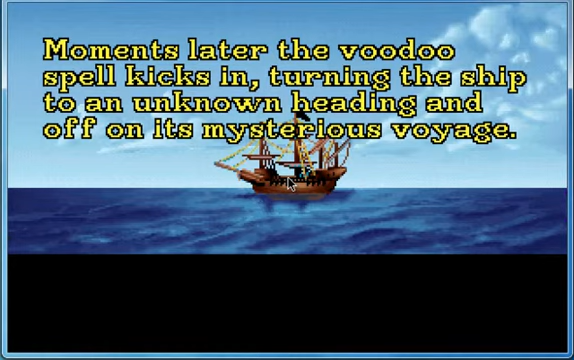 Moments later the voodoo
spell kicks in, turning the ship
to an unknown heading and
off on its mysterious voyage.